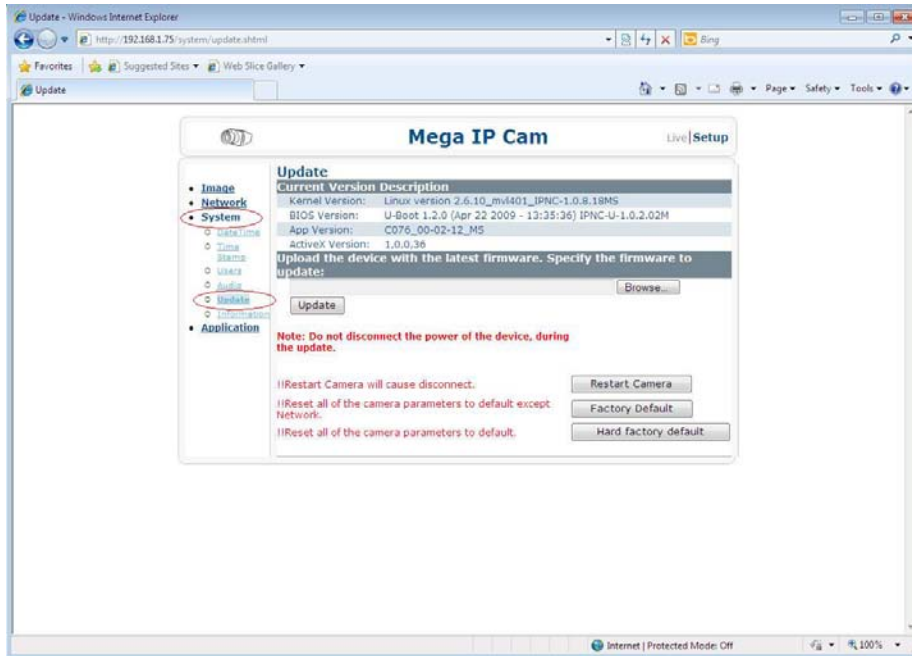 Update - Windows Internet Explorer
http://192.168.1.75/system/update.shtml
Bing
Favorites
Suggested Sites
Web Slice Gallery
Update
Page
Safety
Tools
Mega IP Cam
Live|Setup
Image
Network
System
DateTime
Time Stamp
Users
Audio
Update
Information
Application
Update
Current Version Description
Kernel Version: Linux version 2.6.10_mvl401_IPNC-1.0.8.18MS
BIOS Version: U-Boot 1.2.0 (Apr 22 2009 - 13:35:36) IPNC-U-1.0.2.02M
App Version: C076_00-02-12_MS
ActiveX Version: 1,0,0,36
Upload the device with the latest firmware. Specify the firmware to
update:
Browse...
Update
Note: Do not disconnect the power of the device, during
the update.
!!Restart Camera will cause disconnect.
Restart Camera
!!Reset all of the camera parameters to default except
Network.
Factory Default
!!Reset all of the camera parameters to default.
Hard factory default
Internet | Protected Mode: Off
100%